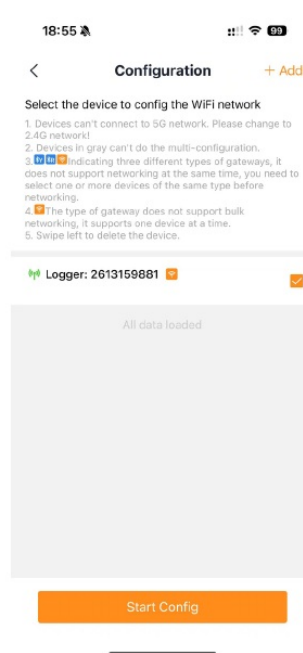 18:55
99
Configuration
+ Add
Select the device to config the WiFi network
1. Devices can't connect to 5G network. Please change to
2.4G network!
2. Devices in gray can't do the multi-configuration.
3. Indicating three different types of gateways, it
does not support networking at the same time, you need to
select one or more devices of the same type before
networking.
4. The type of gateway does not support bulk
networking, it supports one device at a time.
5. Swipe left to delete the device.
Logger: 2613159881
All data loaded
Start Config